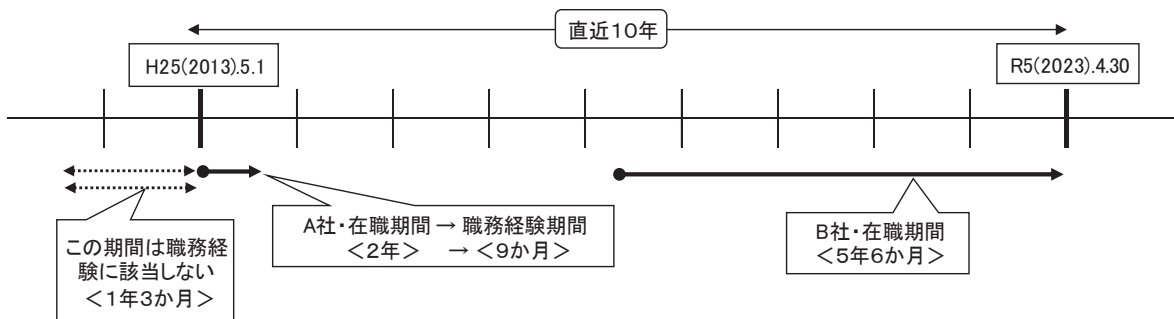 直近10年
H25(2013).5.1
R5(2023).4.30
この期間は職務経
験に該当しない
＜1年3か月＞
A社・在職期間 → 職務経験期間
＜2年＞ → ＜9か月＞
B社・在職期間
＜5年6か月＞